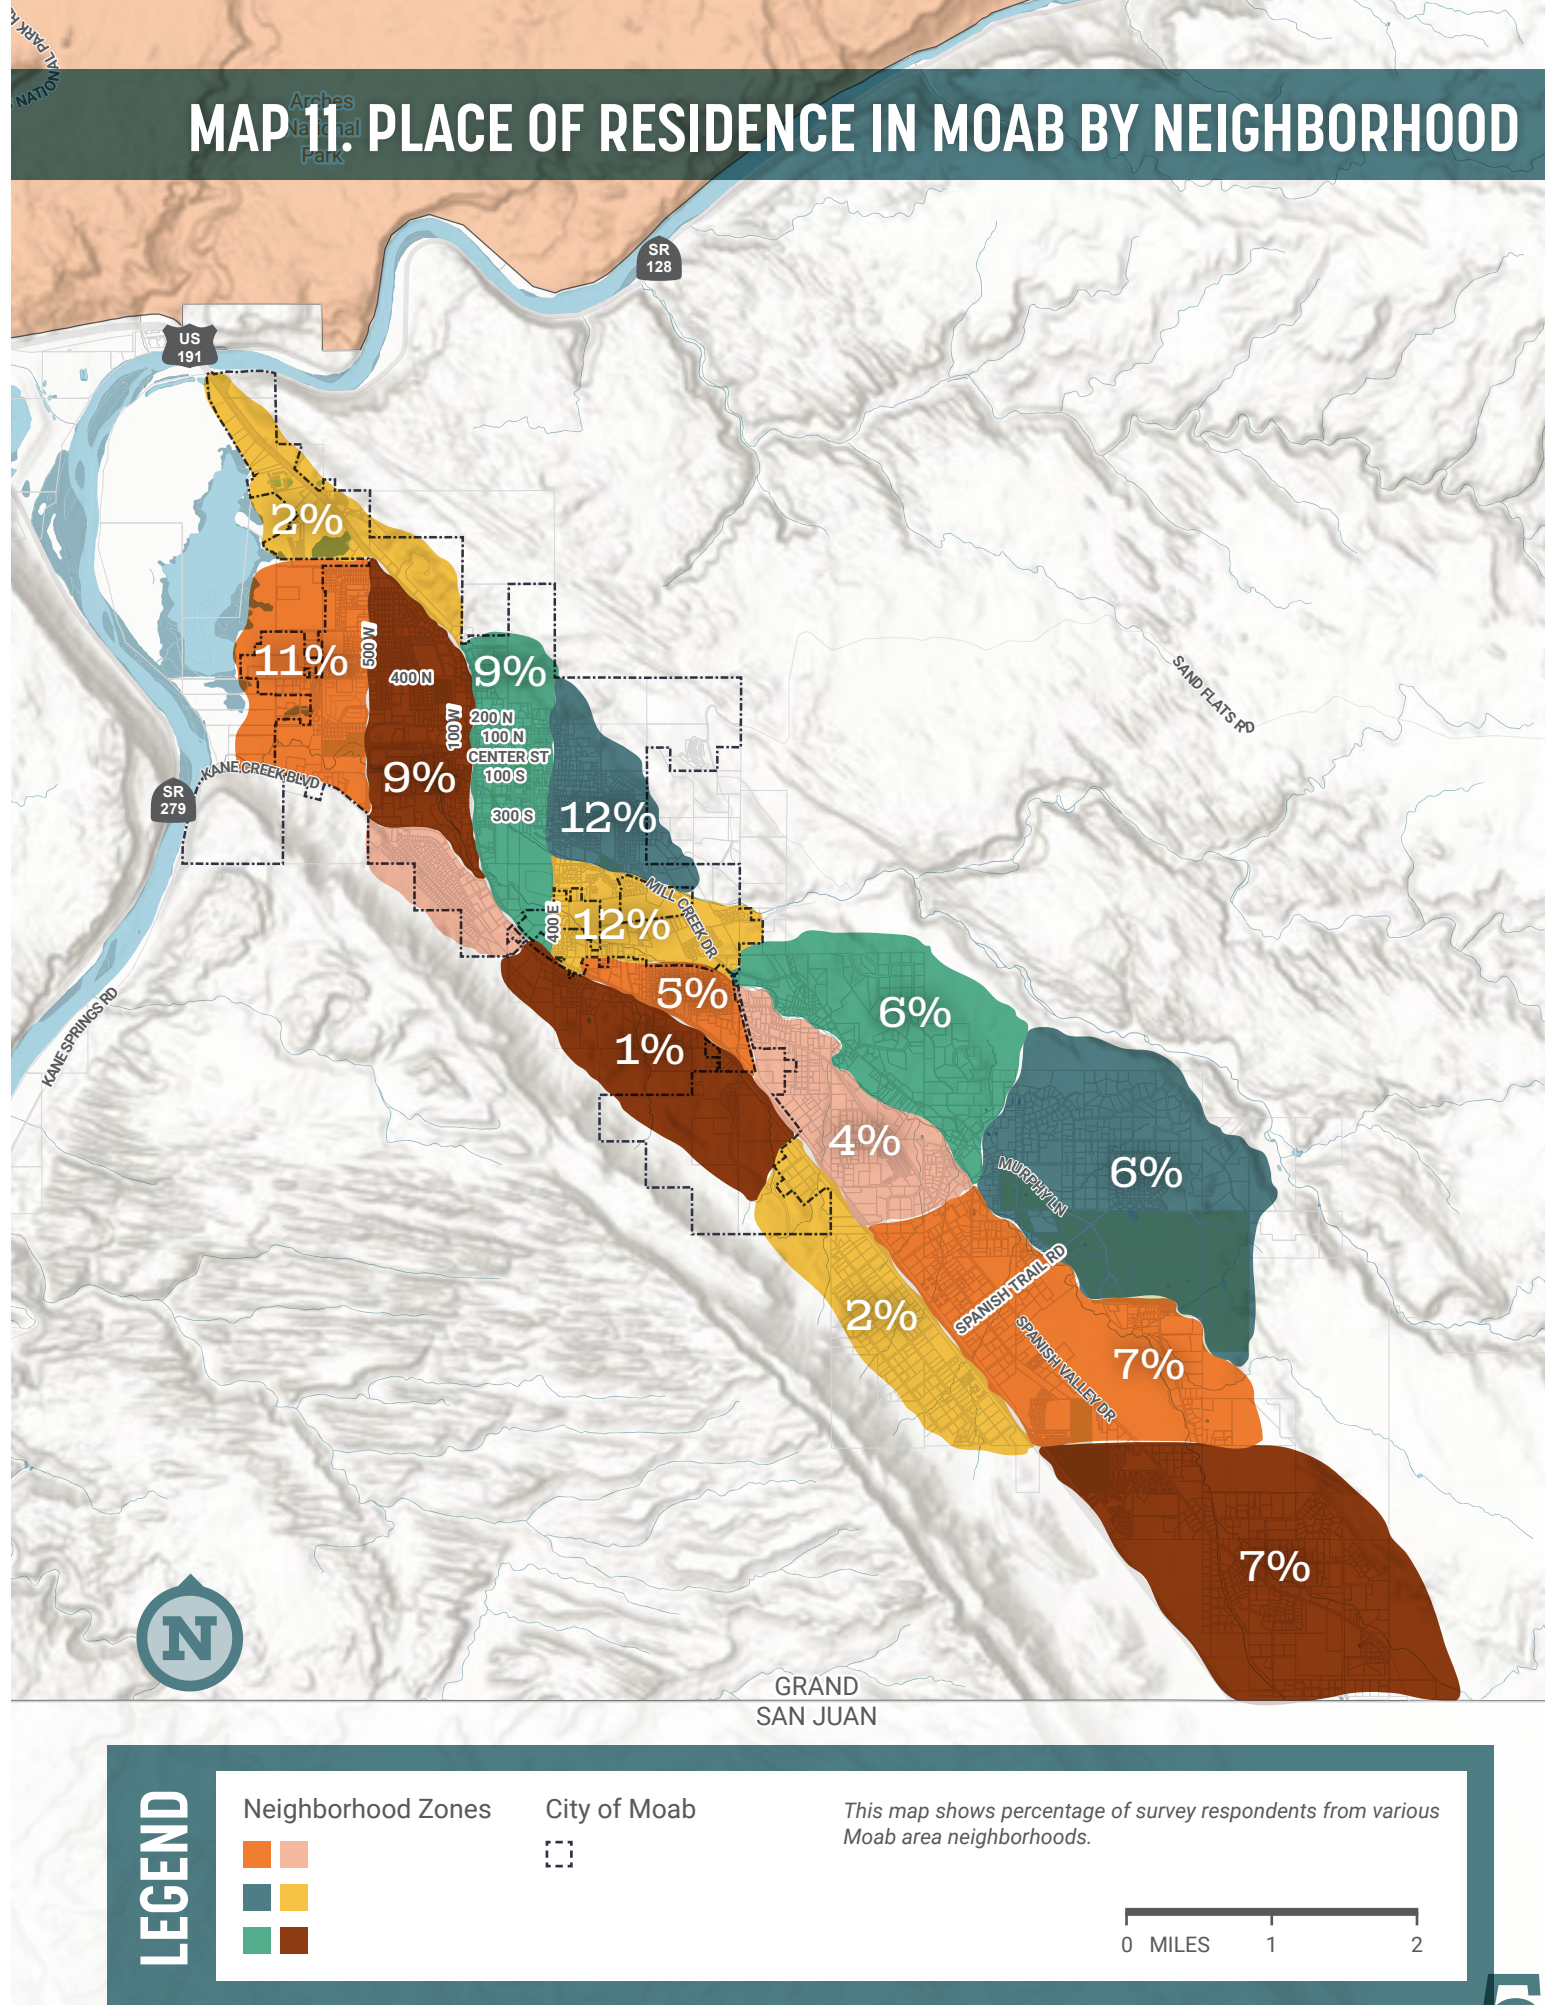 NATIONAL PARK
Arches
National
Park
MAP 11. PLACE OF RESIDENCE IN MOAB BY NEIGHBORHOOD
SR
128
US
191
2%
11%
500 W
400 N
9%
100 W
200 N
100 N
CENTER ST
100 S
300 S
9%
12%
SAND FLATS RD
KANE CREEK BLVD
SR
279
400 E
12%
MILL CREEK DR
5%
1%
6%
KANE SPRINGS RD
4%
MURPHY LN
6%
SPANISH TRAIL RD
2%
SPANISH VALLEY DR
7%
7%
N
GRAND
SAN JUAN
LEGEND
Neighborhood Zones
City of Moab
This map shows percentage of survey respondents from various
Moab area neighborhoods.
0 MILES 1 2